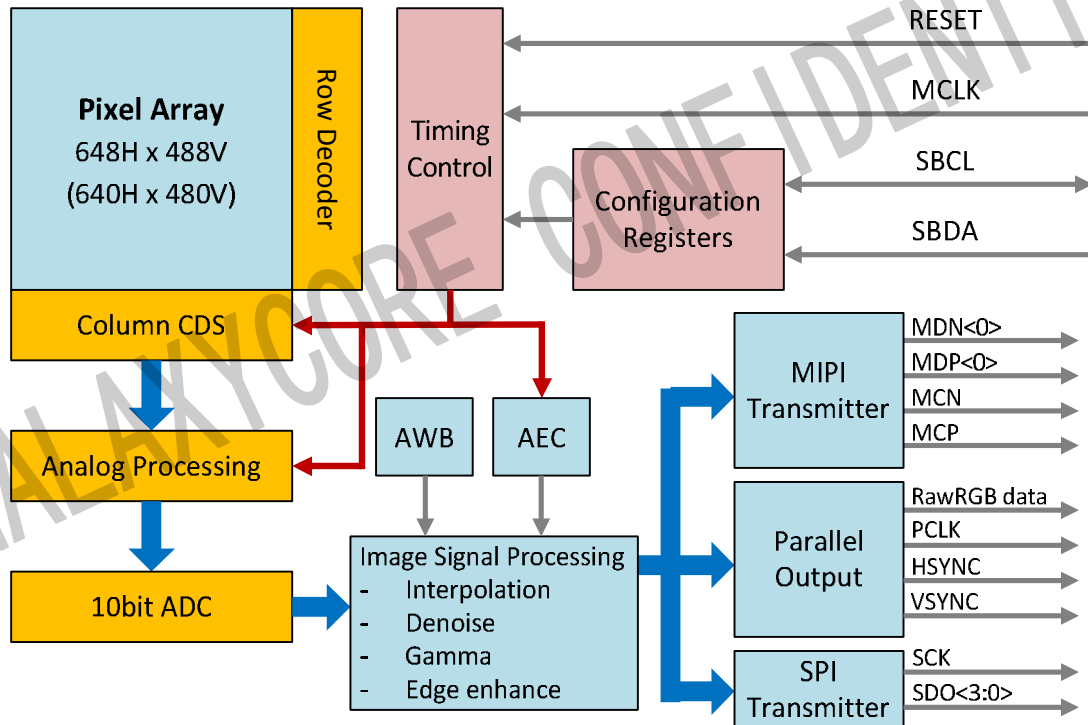 Pixel Array
648H x 488V
(640H x 480V)
Row Decoder
Column CDS
Analog Processing
10bit ADC
Timing
Control
Configuration
Registers
RESET
MCLK
SBCL
SBDA
AWB
AEC
Image Signal Processing
- Interpolation
- Denoise
- Gamma
- Edge enhance
MIPI
Transmitter
MDN<0>
MDP<0>
MCN
MCP
Parallel
Output
RawRGB data
PCLK
HSYNC
VSYNC
SPI
Transmitter
SCK
SDO<3:0>